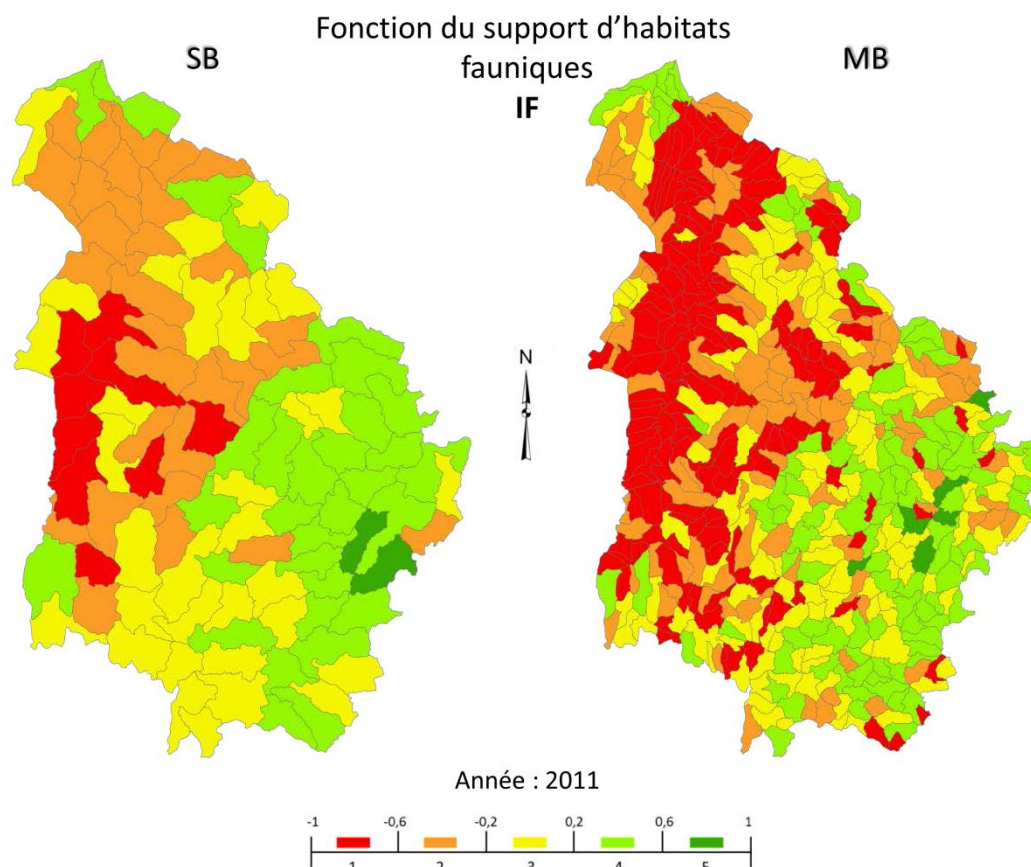 Fonction du support d’habitats
fauniques
SB
MB
IF
N
Année : 2011
-1 -0,6 -0,2 0,2 0,6 1
1 2 3 4 5